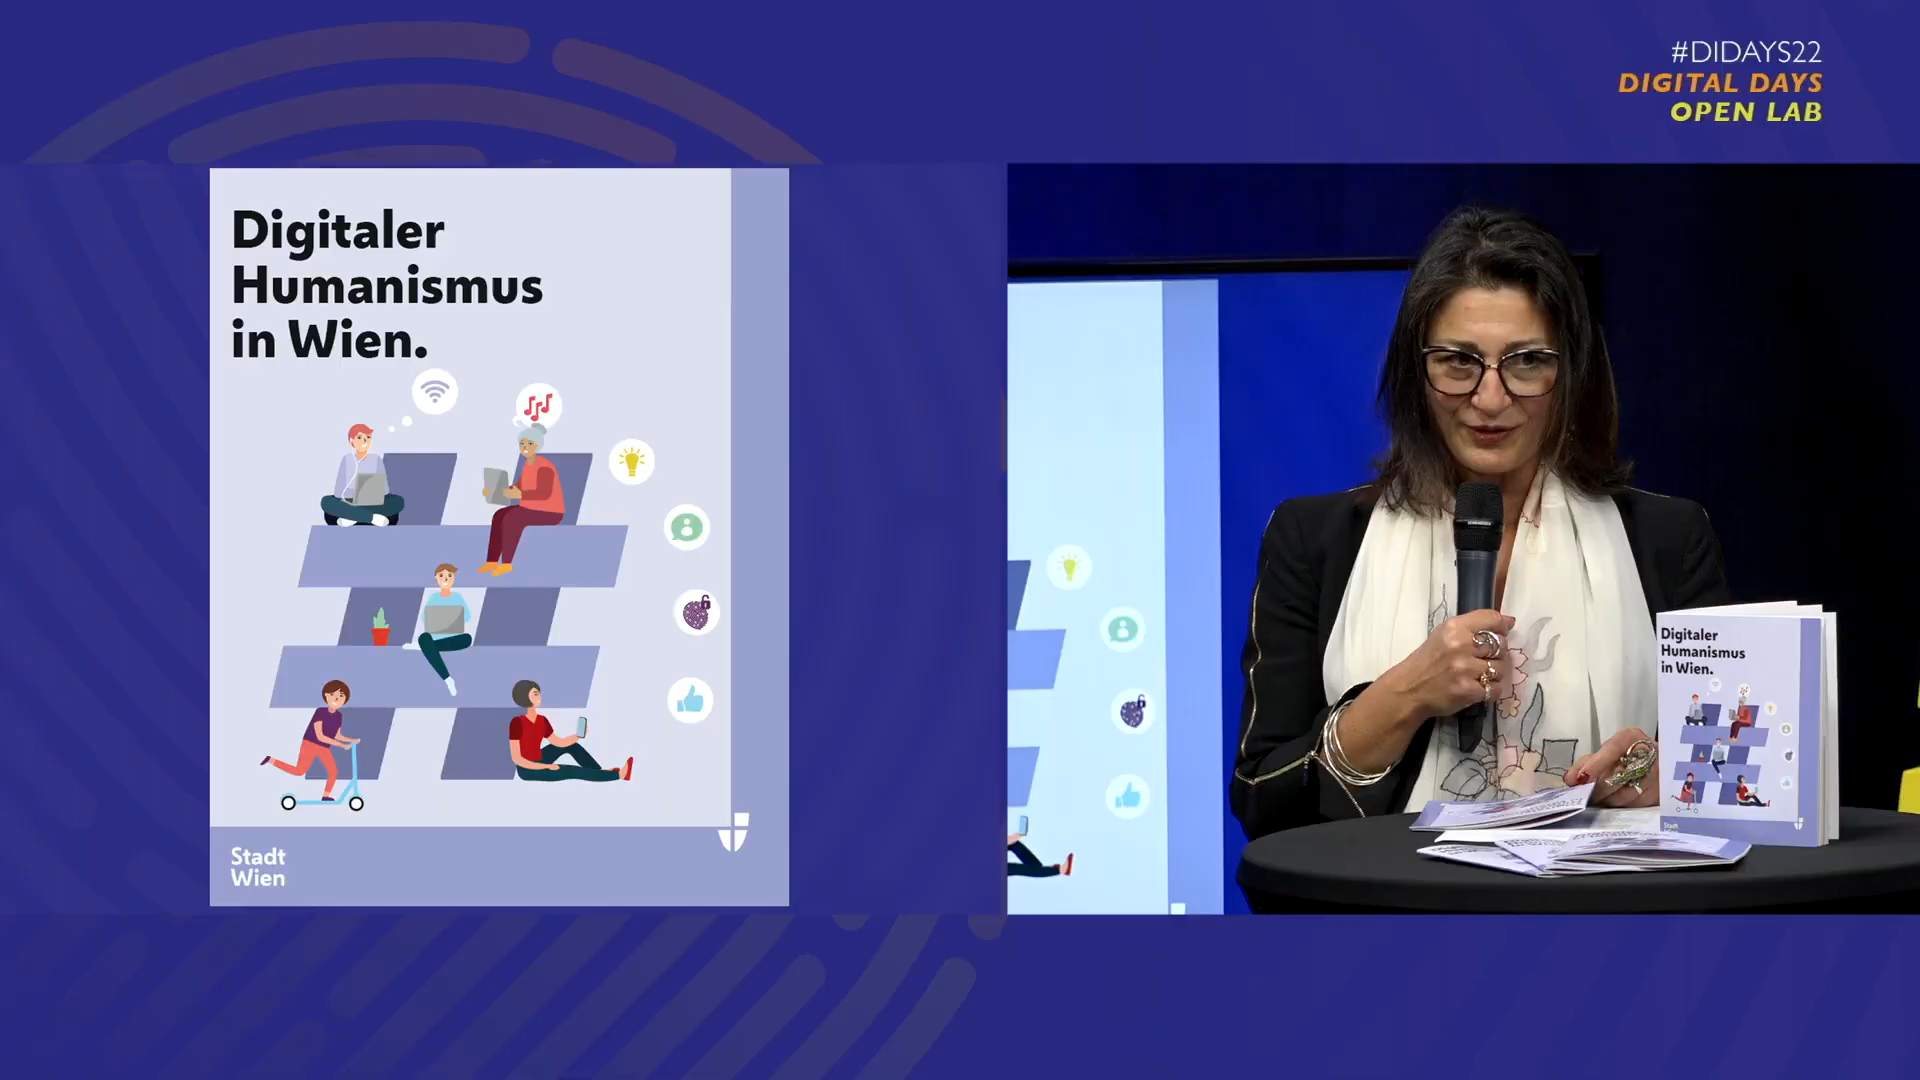 #DIDAYS22
DIGITAL DAYS
OPEN LAB
Digitaler
Humanismus
in Wien.
Stadt
Wien
Digitaler
Humanismus
in Wien.